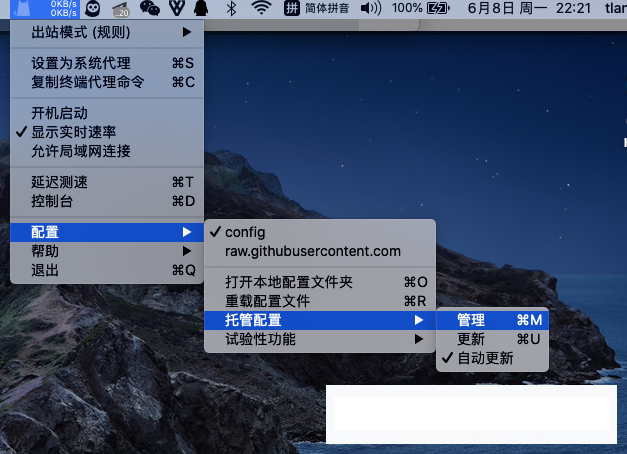 0KB/s
0KB/s
20
拼 简体拼音 100% 6月8日 周一 22:21 tlan
出站模式 (规则)
设置为系统代理 ⌘S
复制终端代理命令 ⌘C
开机启动
✓显示实时速率
允许局域网连接
延迟测速 ⌘T
控制台 ⌘D
配置
帮助
退出 ⌘Q
✓config
raw.githubusercontent.com
打开本地配置文件夹 ⌘O
重载配置文件 ⌘R
托管配置
试验性功能
管理 ⌘M
更新 ⌘U
✓自动更新